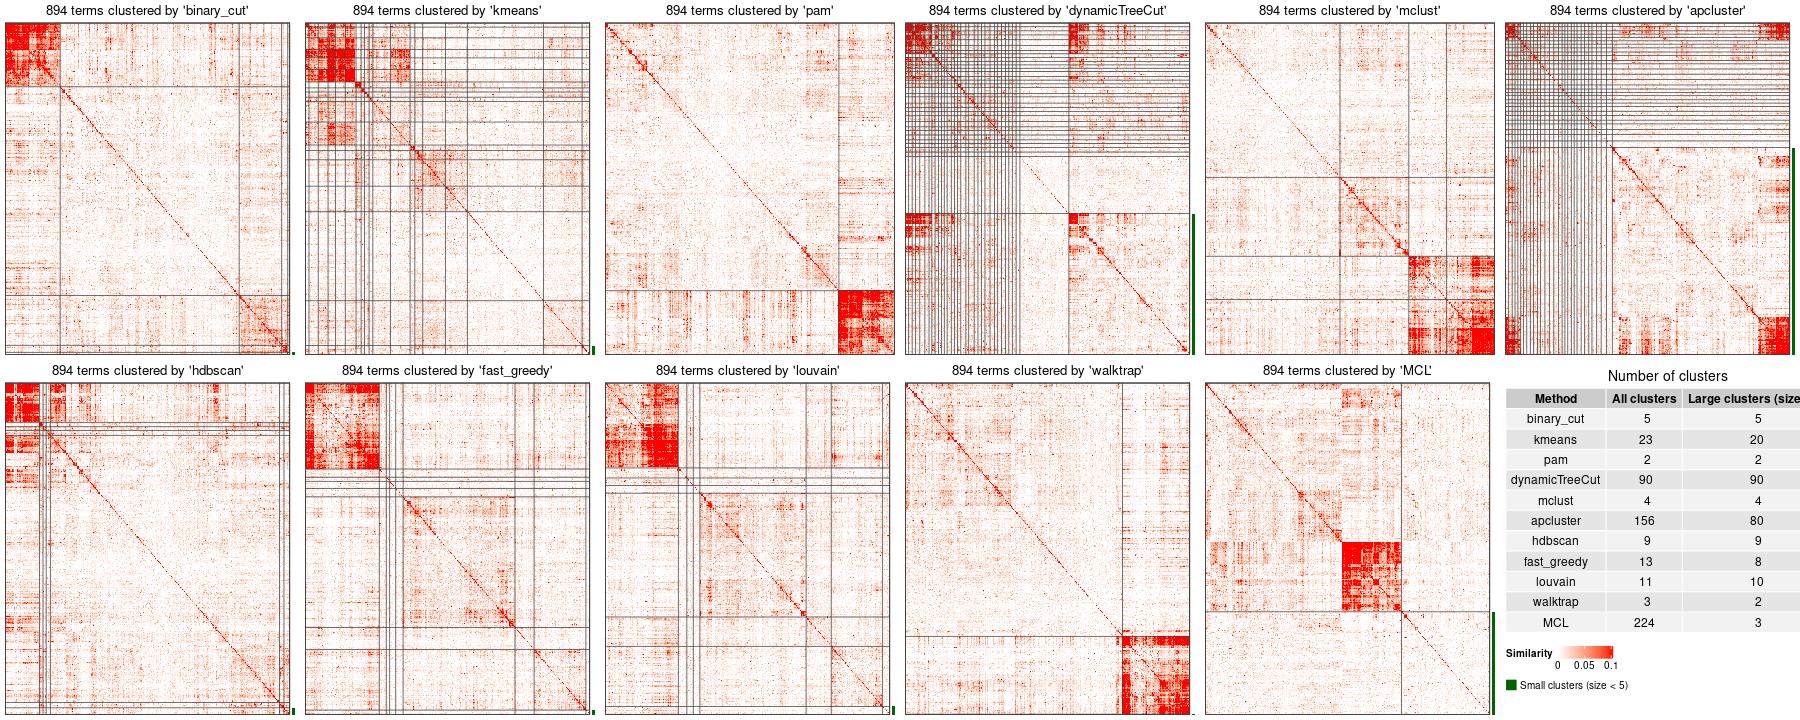 894 terms clustered by 'binary_cut'
894 terms clustered by 'kmeans'
894 terms clustered by 'pam'
894 terms clustered by 'dynamicTreeCut'
894 terms clustered by 'mclust'
894 terms clustered by 'apcluster'
894 terms clustered by 'hdbscan'
894 terms clustered by 'fast_greedy'
894 terms clustered by 'louvain'
894 terms clustered by 'walktrap'
894 terms clustered by 'MCL'
Number of clusters
Method All clusters Large clusters (size
binary_cut 5 5
kmeans 23 20
pam 2 2
dynamicTreeCut 90 90
mclust 4 4
apcluster 156 80
hdbscan 9 9
fast_greedy 13 8
louvain 11 10
walktrap 3 2
MCL 224 3
Similarity
0 0.05 0.1
Small clusters (size < 5)